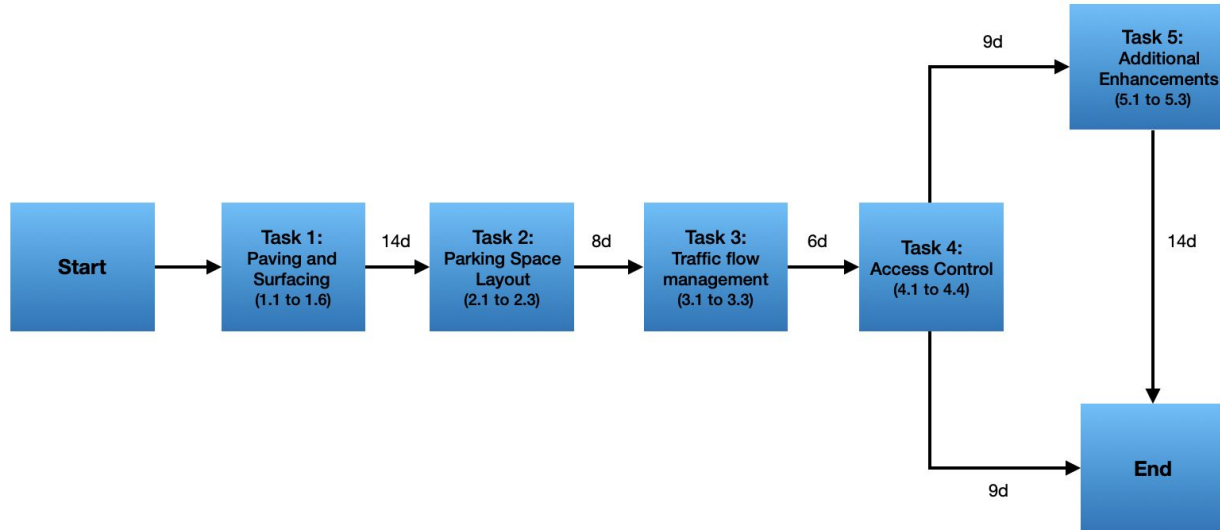 9d
Task 5:
Additional
Enhancements
(5.1 to 5.3)
Start
Task 1:
Paving and
Surfacing
(1.1 to 1.6)
14d
Task 2:
Parking Space
Layout
(2.1 to 2.3)
8d
Task 3:
Traffic flow
management
(3.1 to 3.3)
6d
Task 4:
Access Control
(4.1 to 4.4)
14d
9d
End